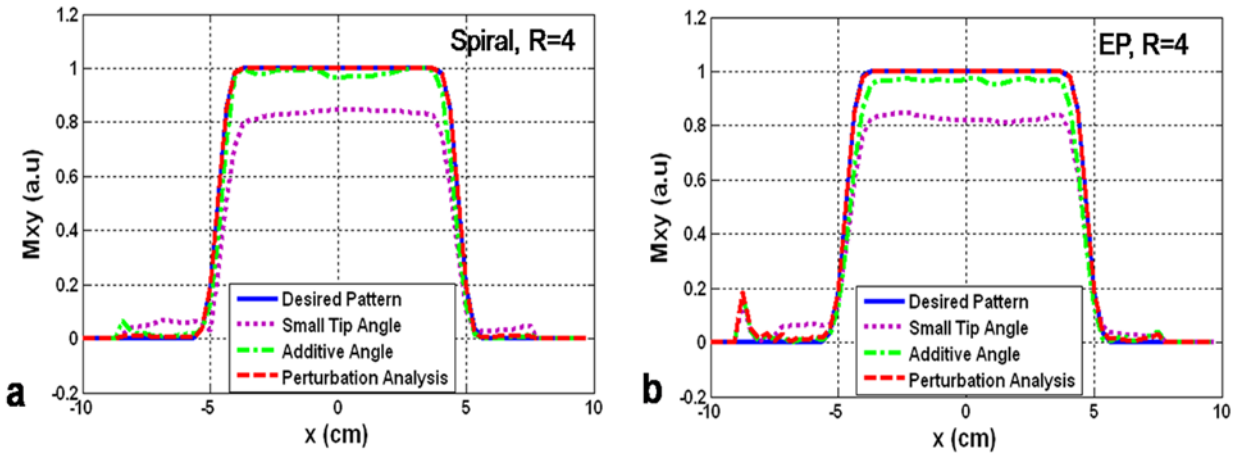 Spiral, R=4
1.2
1
0.8
0.6
0.4
0.2
0
-0.2
Mxy (a.u)
Desired Pattern
Small Tip Angle
Additive Angle
Perturbation Analysis
-10
-5
0
5
10
x (cm)
a
EP, R=4
1.2
1
0.8
0.6
0.4
0.2
0
-0.2
Mxy (a.u)
Desired Pattern
Small Tip Angle
Additive Angle
Perturbation Analysis
-10
-5
0
5
10
x (cm)
b